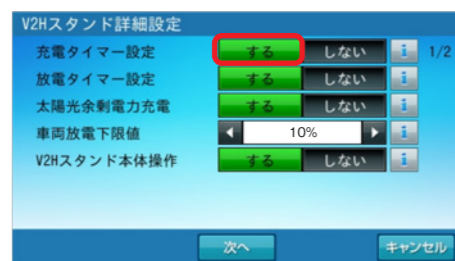 V2Hスタンド詳細設定
充電タイマー設定 する しない i 1/2
放電タイマー設定 する しない i
太陽光余剰電力充電 する しない i
車両放電下限値 10% i
V2Hスタンド本体操作 する しない i
次へ キャンセル